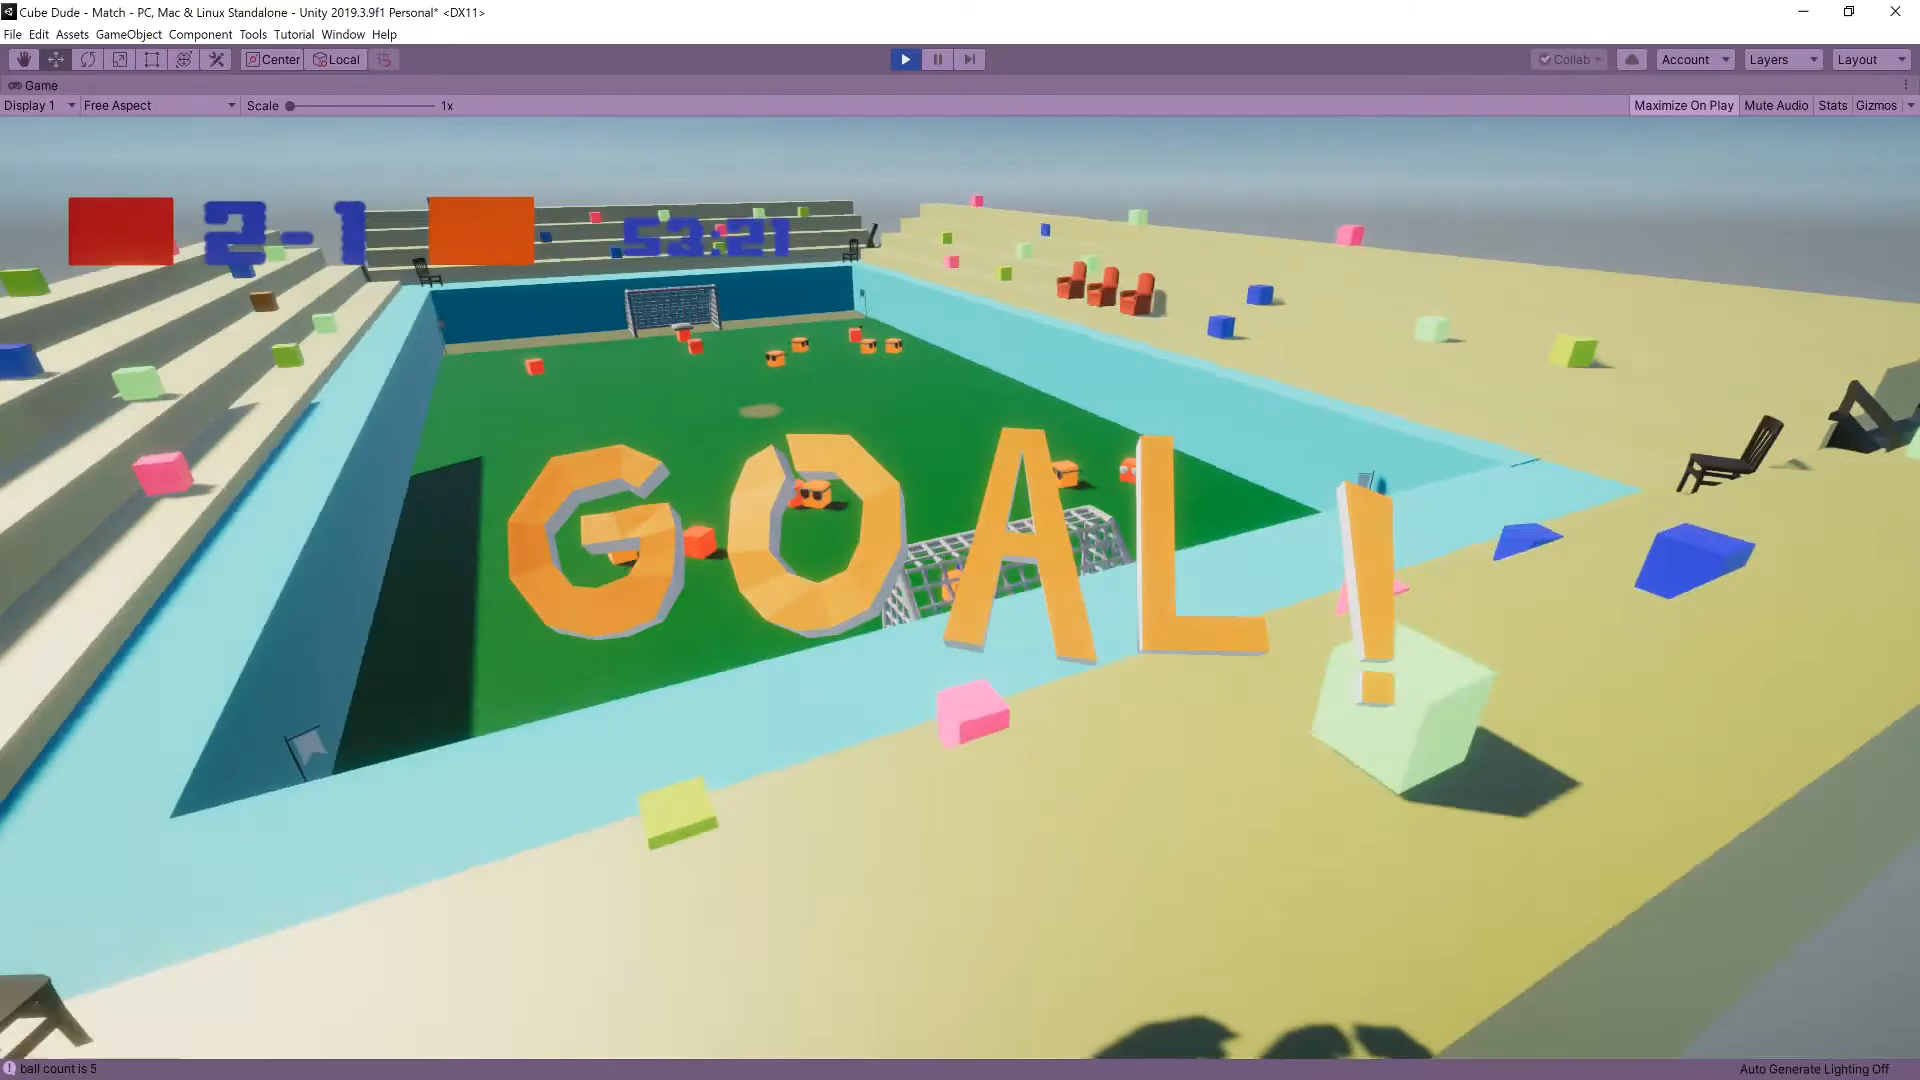 Cube Dude - Match - PC, Mac & Linux Standalone - Unity 2019.3.9f1 Personal* <DX11>
File Edit Assets GameObject Component Tools Tutorial Window Help
Center Local Collab Account Layers Layout
Game
Display 1 Free Aspect Scale 1x Maximize On Play Mute Audio Stats Gizmos
2-1 53:21
GOAL!
ball count is 5 Auto Generate Lighting Off